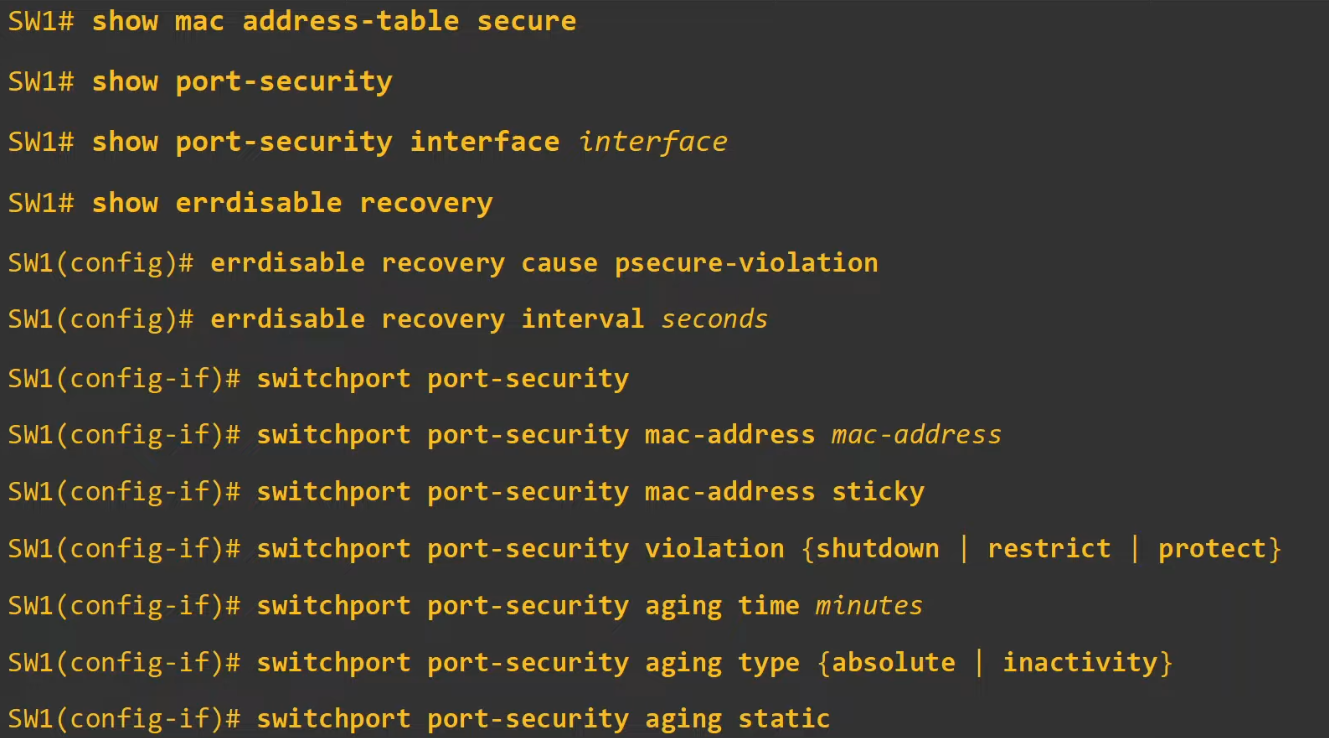 SW1# show mac address-table secure
SW1# show port-security
SW1# show port-security interface interface
SW1# show errdisable recovery
SW1(config)# errdisable recovery cause psecure-violation
SW1(config)# errdisable recovery interval seconds
SW1(config-if)# switchport port-security
SW1(config-if)# switchport port-security mac-address mac-address
SW1(config-if)# switchport port-security mac-address sticky
SW1(config-if)# switchport port-security violation {shutdown | restrict | protect}
SW1(config-if)# switchport port-security aging time minutes
SW1(config-if)# switchport port-security aging type {absolute | inactivity}
SW1(config-if)# switchport port-security aging static